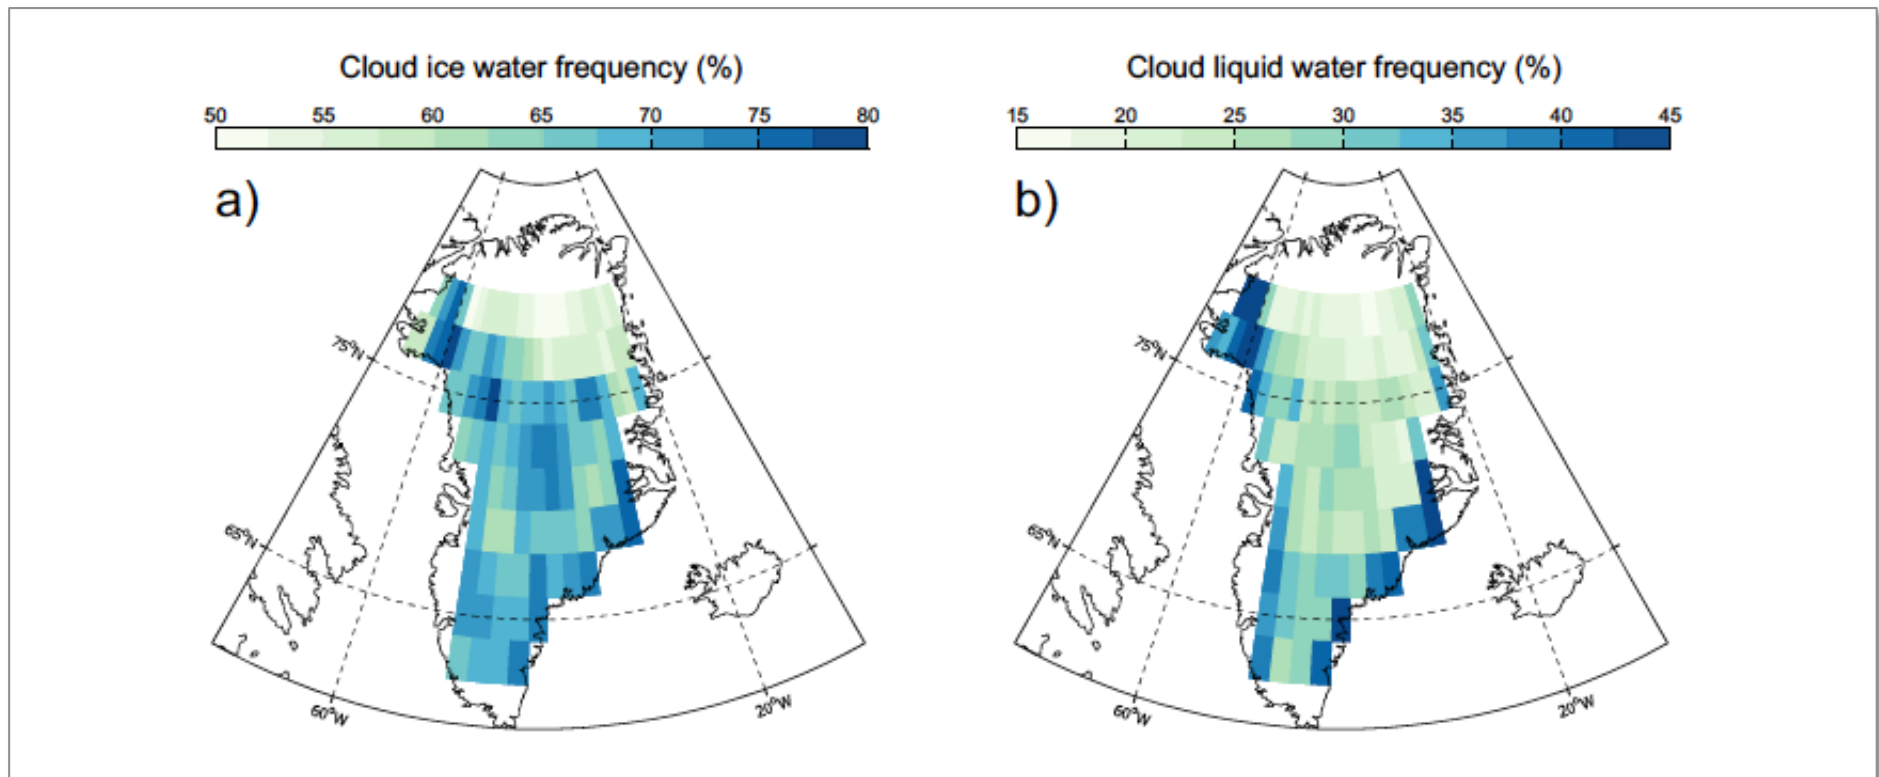 Cloud ice water frequency (%)
50 55 60 65 70 75 80
a)
75°N
65°N
60°W
20°W
Cloud liquid water frequency (%)
15 20 25 30 35 40 45
b)
75°N
65°N
60°W
20°W